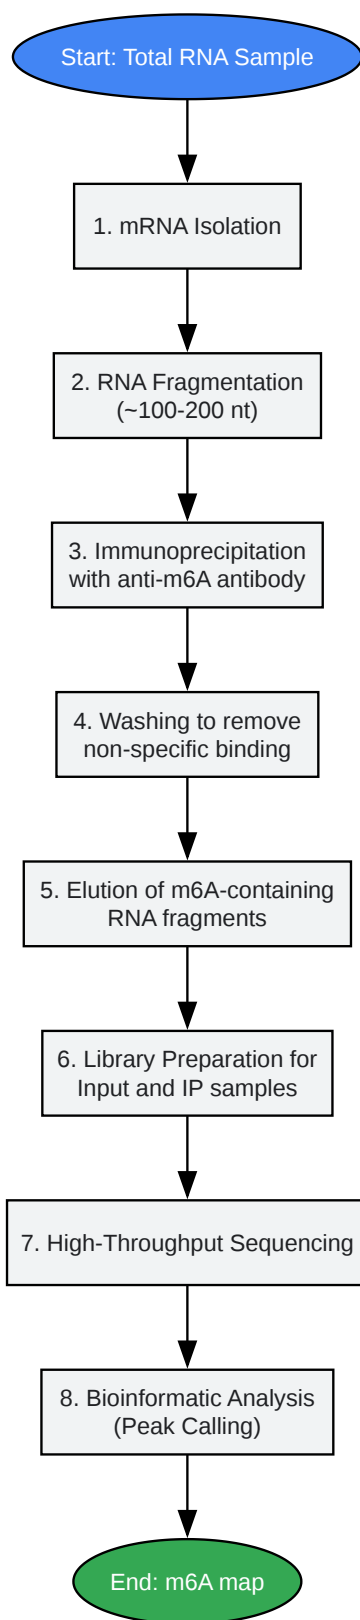 Start: Total RNA Sample
1. mRNA Isolation
2. RNA Fragmentation
(~100-200 nt)
3. Immunoprecipitation
with anti-m6A antibody
4. Washing to remove
non-specific binding
5. Elution of m6A-containing
RNA fragments
6. Library Preparation for
Input and IP samples
7. High-Throughput Sequencing
8. Bioinformatic Analysis
(Peak Calling)
End: m6A map